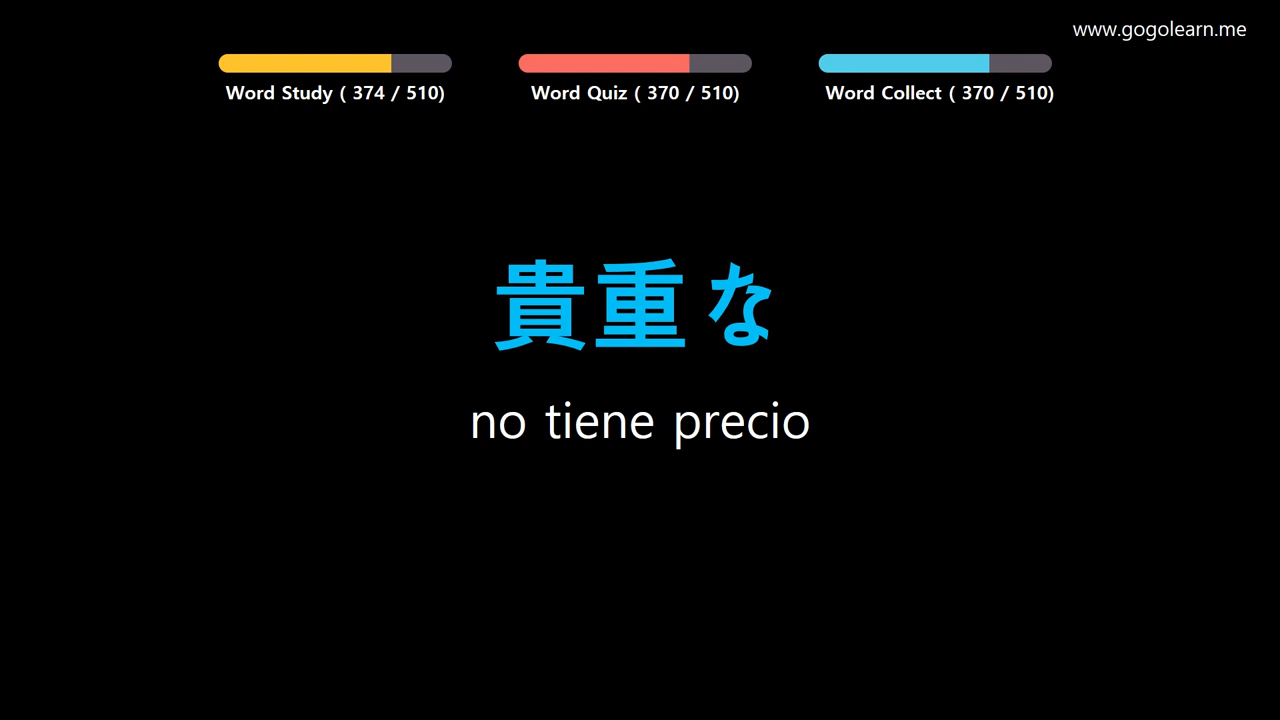 www.gogolearn.me
Word Study ( 374 / 510)
Word Quiz ( 370 / 510)
Word Collect ( 370 / 510)
貴重な
no tiene precio